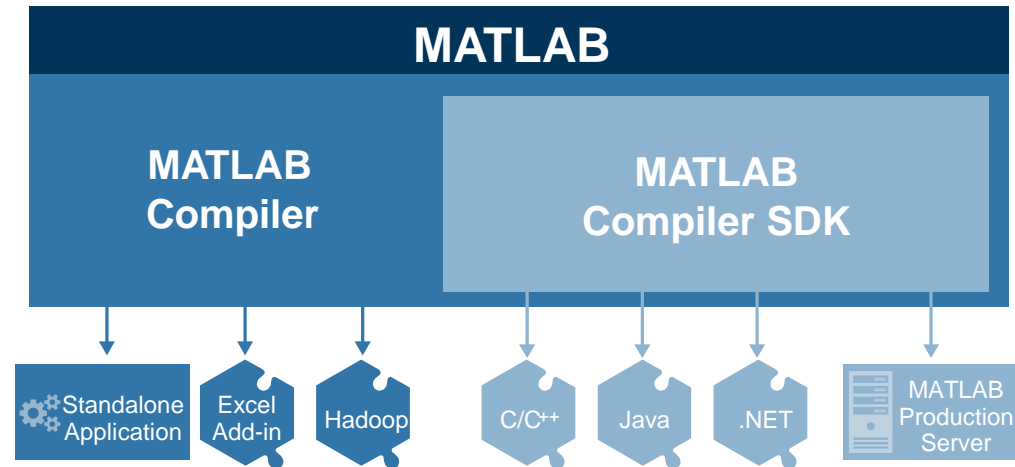 MATLAB
MATLAB
Compiler
MATLAB
Compiler SDK
Standalone
Application
Excel
Add-in
Hadoop
C/C++
Java
.NET
MATLAB
Production
Server